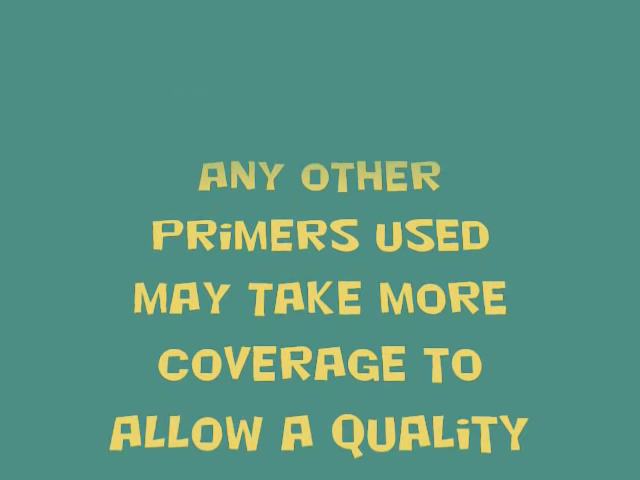 ANY OTHER
PRiMERS USED
MAY TAKE MORE
COVERAGE TO
ALLOW A QUALiTY